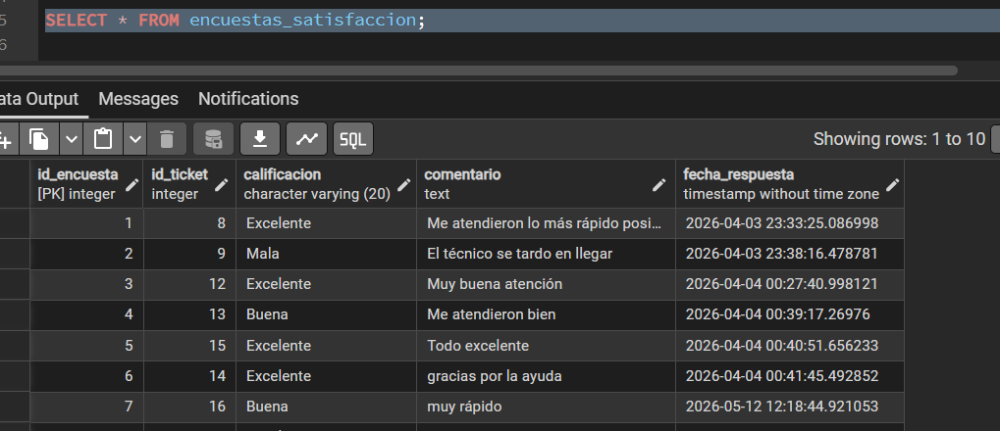 5 SELECT * FROM encuestas_satisfaccion;
6
ata Output Messages Notifications
SQL Showing rows: 1 to 10
id_encuesta id_ticket calificacion comentario fecha_respuesta
[PK] integer integer character varying (20) text timestamp without time zone
1 8 Excelente Me atendieron lo más rápido posi... 2026-04-03 23:33:25.086998
2 9 Mala El técnico se tardo en llegar 2026-04-03 23:38:16.478781
3 12 Excelente Muy buena atención 2026-04-04 00:27:40.998121
4 13 Buena Me atendieron bien 2026-04-04 00:39:17.26976
5 15 Excelente Todo excelente 2026-04-04 00:40:51.656233
6 14 Excelente gracias por la ayuda 2026-04-04 00:41:45.492852
7 16 Buena muy rápido 2026-05-12 12:18:44.921053